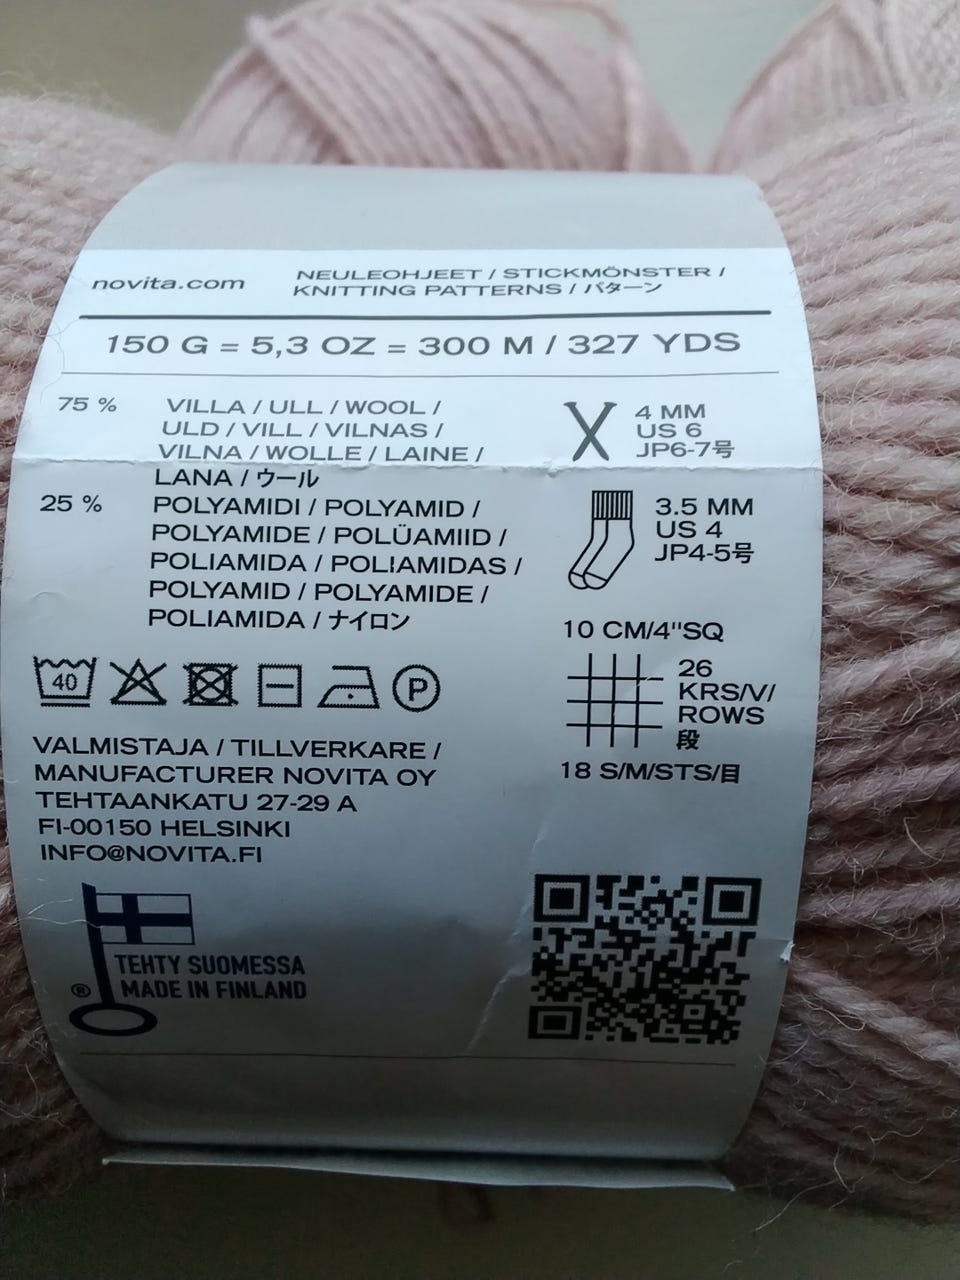 novita.com
NEULEOHJEET / STICKMÖNSTER /
KNITTING PATTERNS / パターン
150 G = 5,3 OZ = 300 M / 327 YDS
75 %
VILLA / ULL / WOOL /
ULD / VILL / VILNAS /
VILNA / WOLLE / LAINE /
LANA / ウール
25 %
POLYAMIDI / POLYAMID /
POLYAMIDE / POLÜAMIID /
POLIAMIDA / POLIAMIDAS /
POLYAMID / POLYAMIDE /
POLIAMIDA / ナイロン
4 MM
US 6
JP6-7号
3.5 MM
US 4
JP4-5号
10 CM/4"SQ
26
KRS/V/
ROWS
段
18 S/M/STS/目
40
P
VALMISTAJA / TILLVERKARE /
MANUFACTURER NOVITA OY
TEHTAANKATU 27-29 A
FI-00150 HELSINKI
INFO@NOVITA.FI
TEHTY SUOMESSA
® MADE IN FINLAND